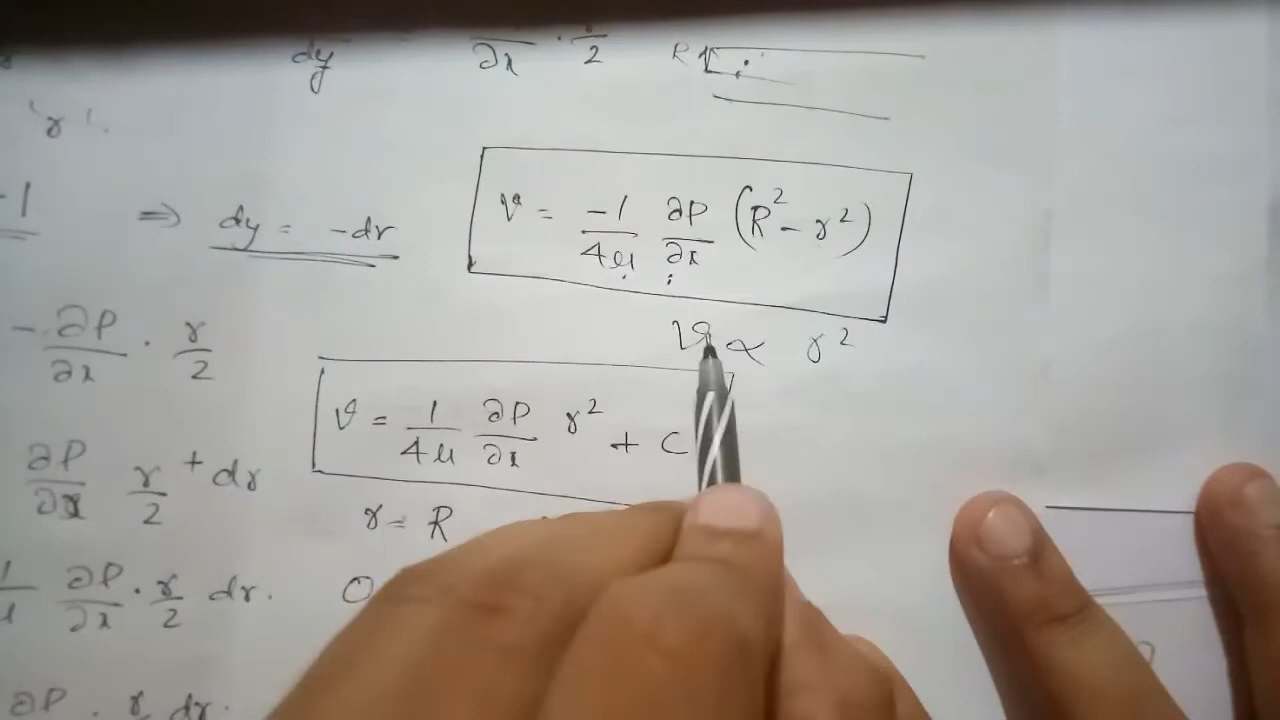 dy ∂x · r/2 R
'r'.
-1 ⇒ dy = -dr
v = -1/4μ ∂P/∂x (R² - r²)
- ∂P/∂x · r/2
v ∝ r²
v = 1/4μ ∂P/∂x r² + C
∂P/∂x r/2 + dr
r = R
∂P/∂x · r/2 dr. 0
∂P . r dr.